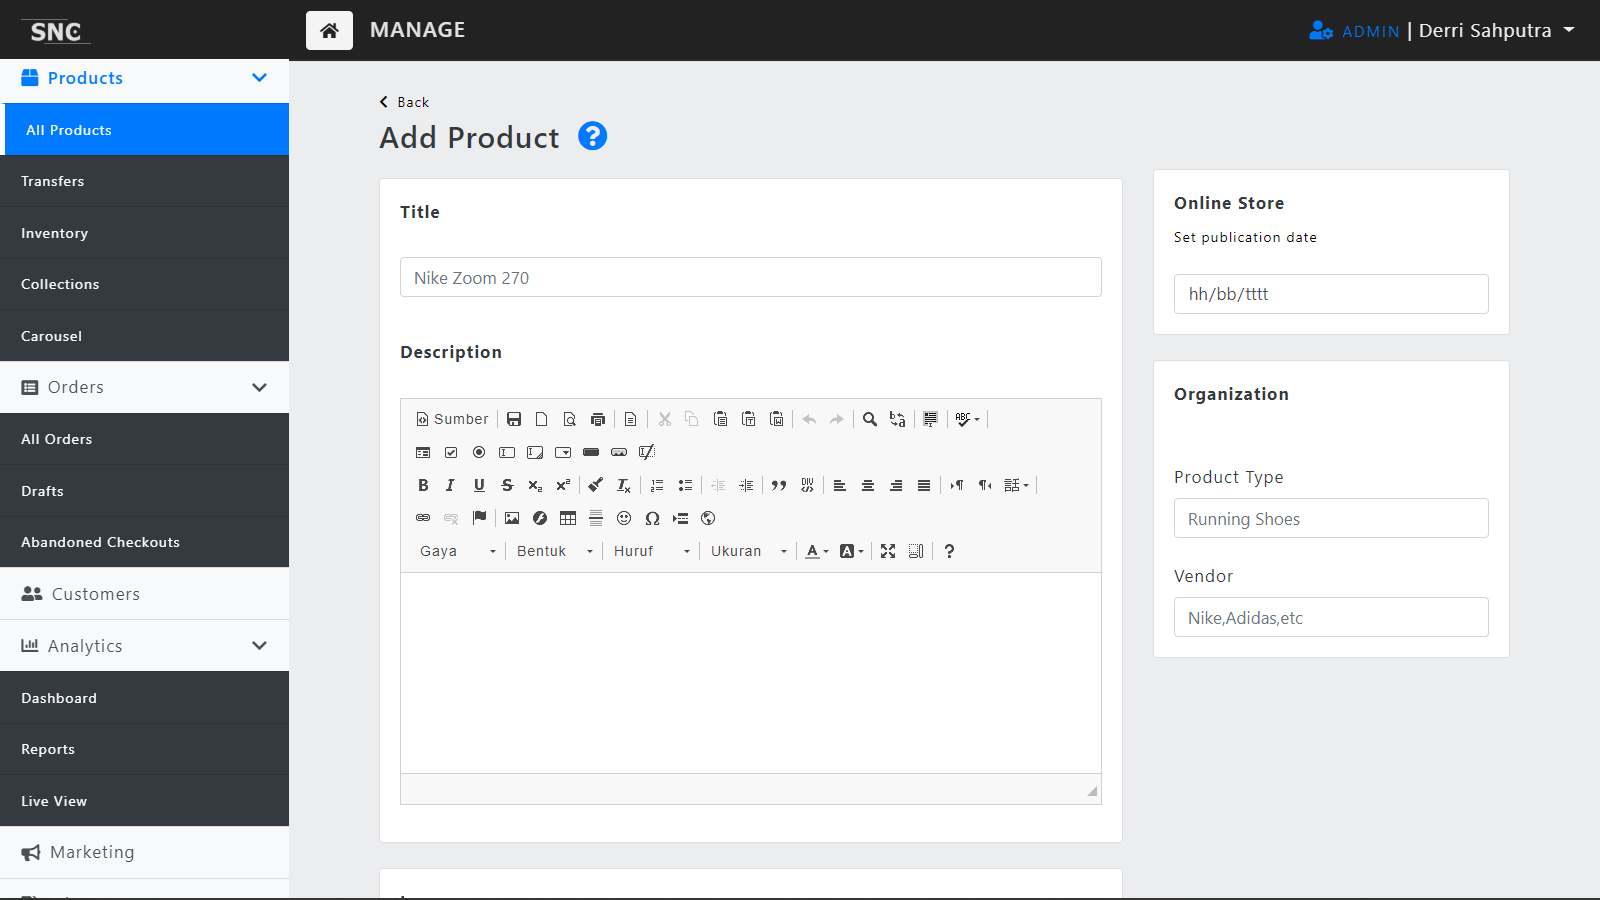 SNC
MANAGE
ADMIN | Derri Sahputra
Products
All Products
Transfers
Inventory
Collections
Carousel
Orders
All Orders
Drafts
Abandoned Checkouts
Customers
Analytics
Dashboard
Reports
Live View
Marketing
Back
Add Product ?
Title
Nike Zoom 270
Description
Sumber
Gaya Bentuk Huruf Ukuran
Online Store
Set publication date
hh/bb/tttt
Organization
Product Type
Running Shoes
Vendor
Nike,Adidas,etc